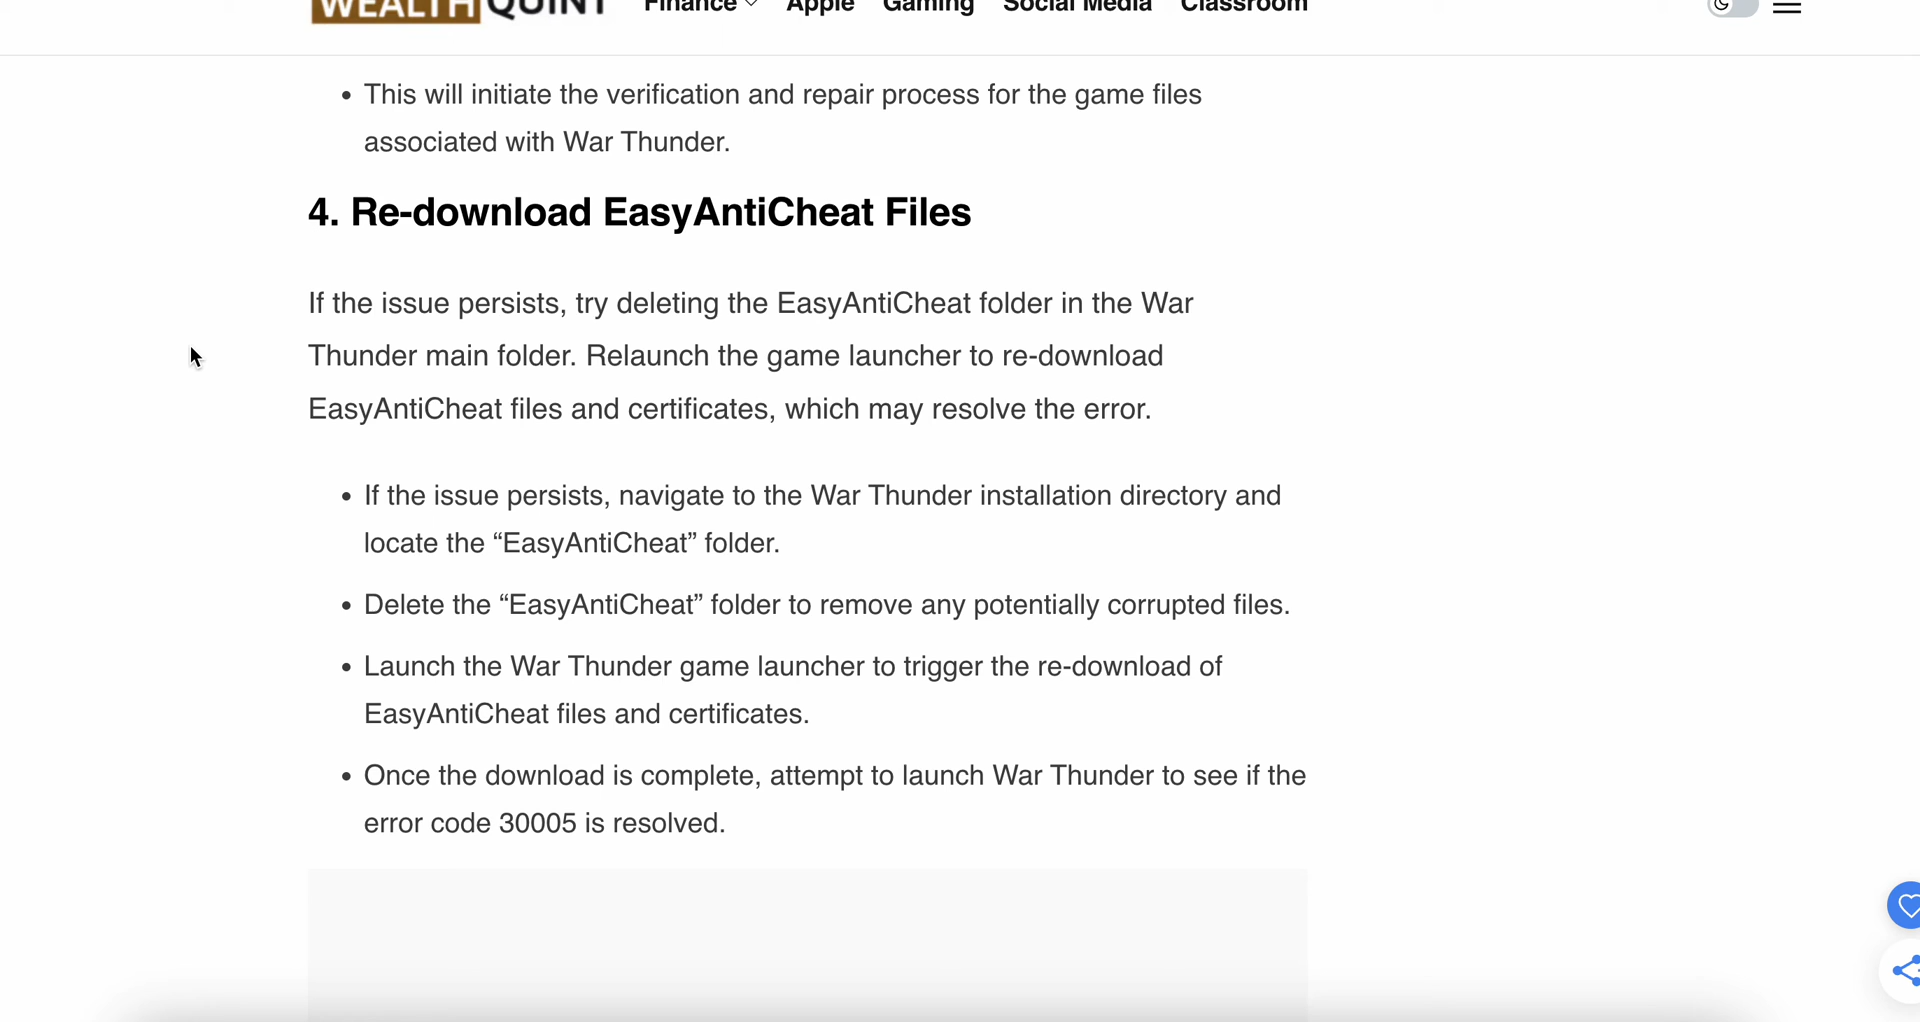 WEALTH QUINT Finance Apple Gaming Social Media Classroom
• This will initiate the verification and repair process for the game files
associated with War Thunder.
4. Re-download EasyAntiCheat Files
If the issue persists, try deleting the EasyAntiCheat folder in the War
Thunder main folder. Relaunch the game launcher to re-download
EasyAntiCheat files and certificates, which may resolve the error.
• If the issue persists, navigate to the War Thunder installation directory and
locate the “EasyAntiCheat” folder.
• Delete the “EasyAntiCheat” folder to remove any potentially corrupted files.
• Launch the War Thunder game launcher to trigger the re-download of
EasyAntiCheat files and certificates.
• Once the download is complete, attempt to launch War Thunder to see if the
error code 30005 is resolved.